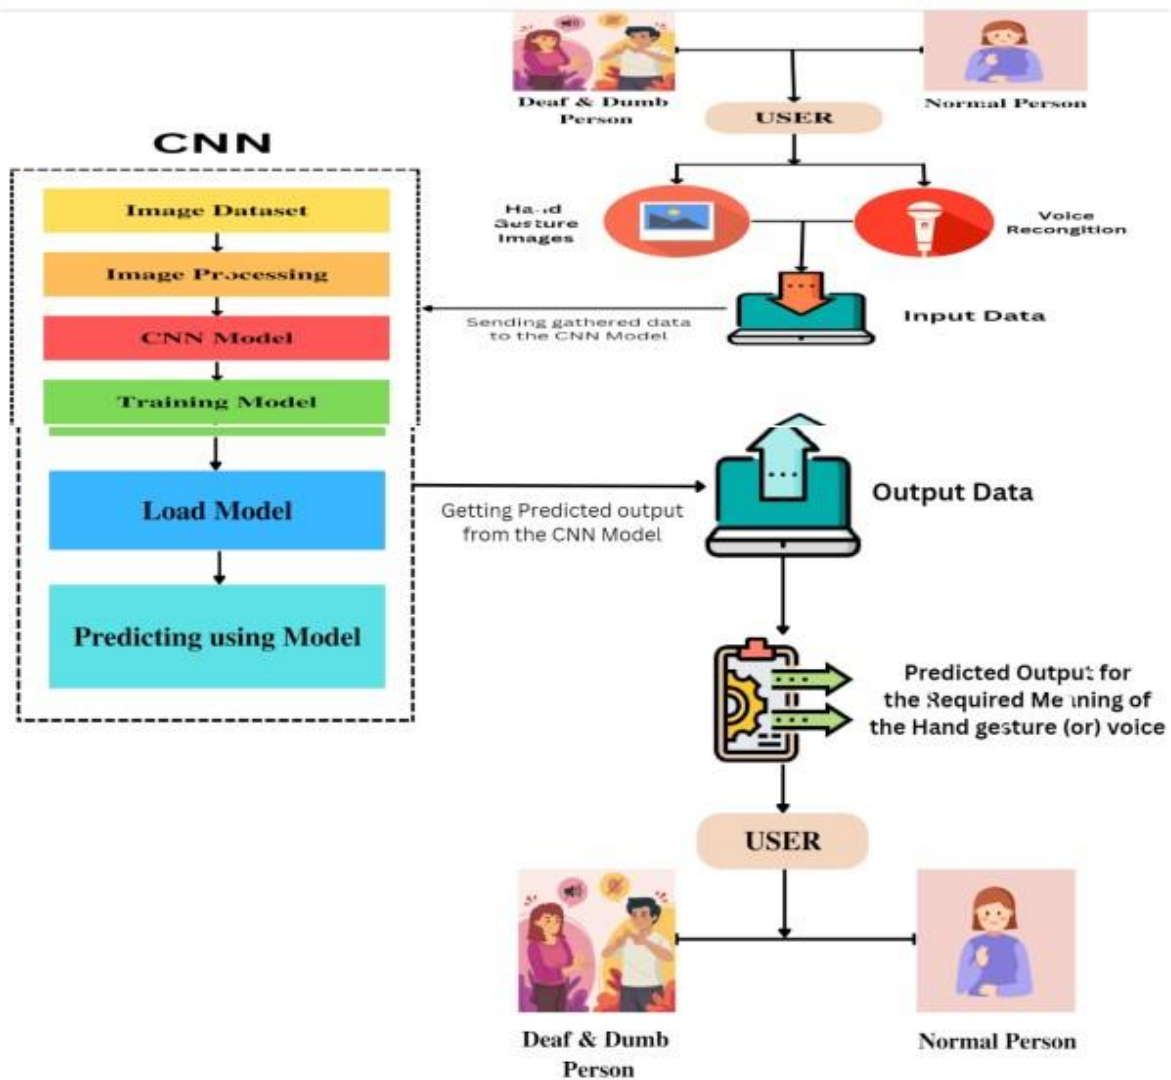 Deaf & Dumb
Person
Normal Person
USER
CNN
Image Dataset
Image Processing
CNN Model
Training Model
Load Model
Predicting using Model
Hand
Gesture
Images
Voice
Recongition
Input Data
Sending gathered data
to the CNN Model
Output Data
Getting Predicted output
from the CNN Model
Predicted Output for
the Required Meaning of
the Hand gesture (or) voice
USER
Deaf & Dumb
Person
Normal Person